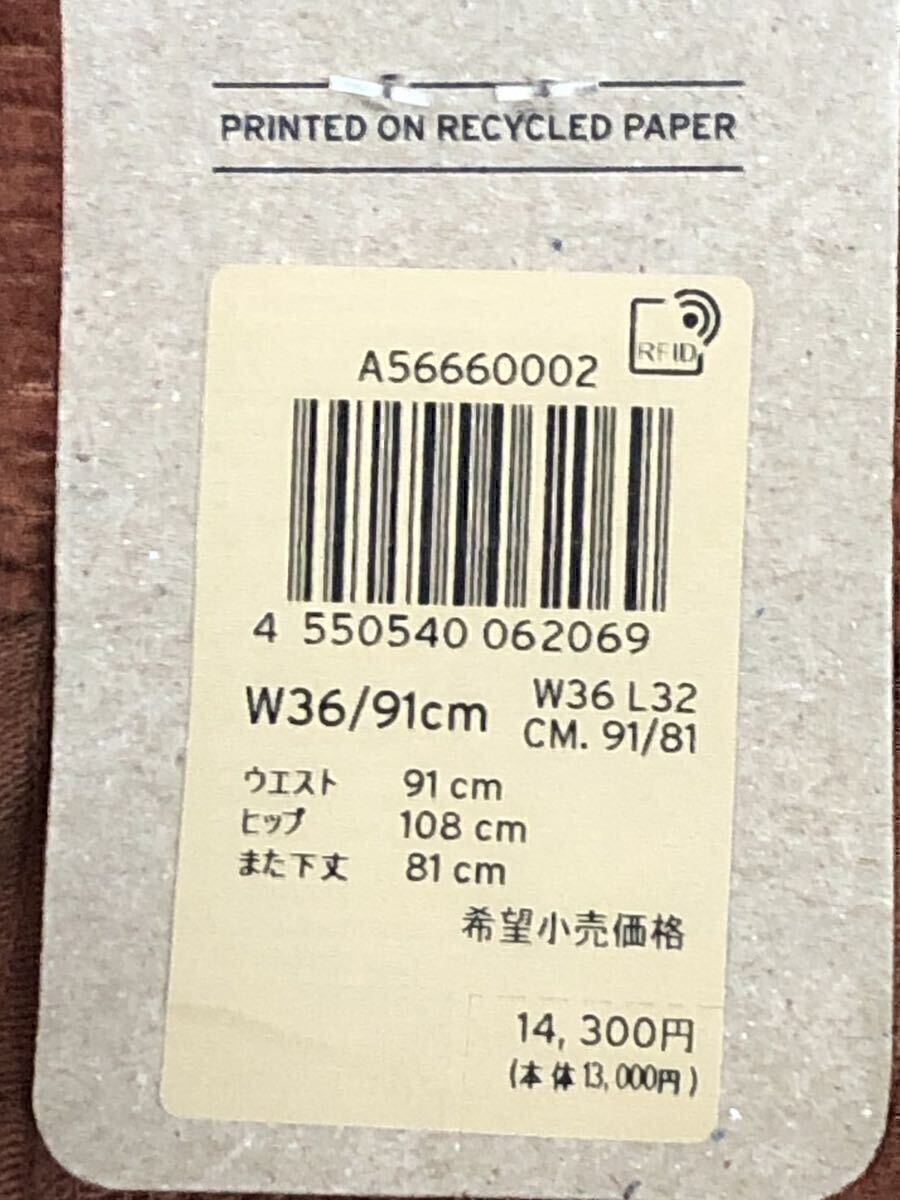 PRINTED ON RECYCLED PAPER
RFID
A56660002
4 550540 062069
W36/91cm
W36 L32
CM. 91/81
ウエスト 91 cm
ヒップ 108 cm
また下丈 81 cm
希望小売価格
14,300円
(本体13,000円)